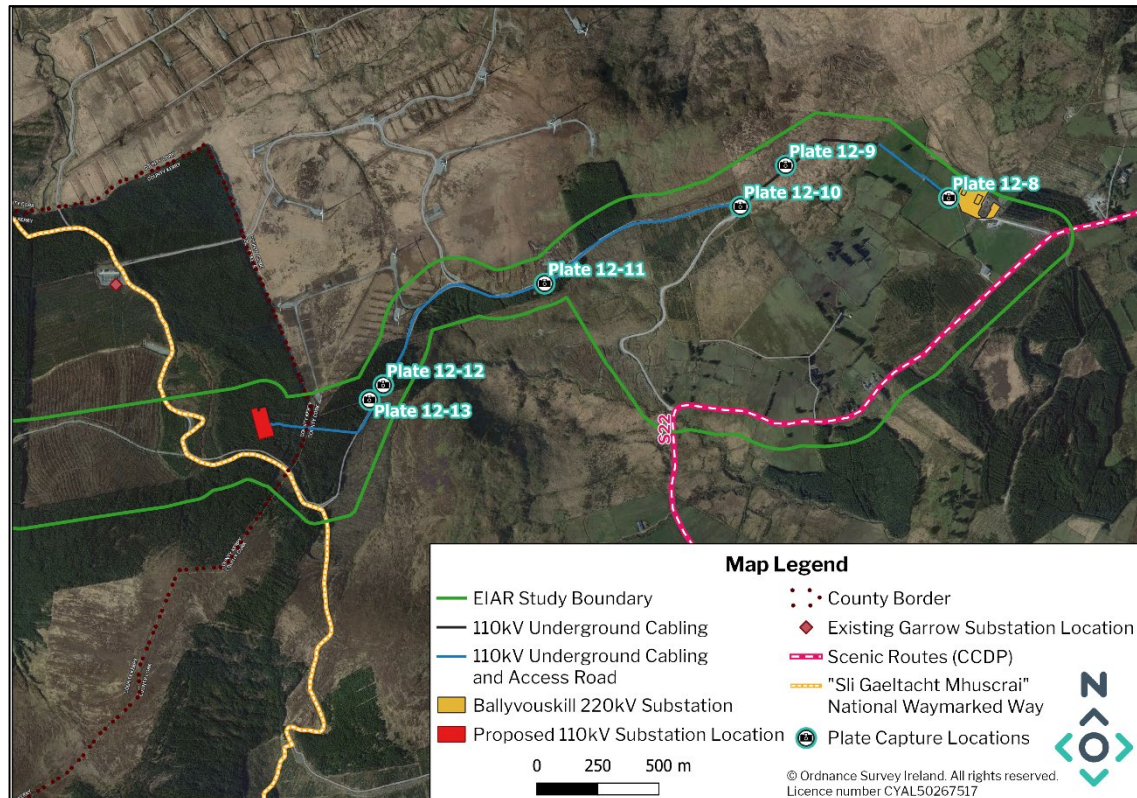 Plate 12-9
Plate 12-8
Plate 12-10
Plate 12-11
Plate 12-12
Plate 12-13
S22
Map Legend
EIAR Study Boundary
110kV Underground Cabling
110kV Underground Cabling
and Access Road
Ballyvouskill 220kV Substation
Proposed 110kV Substation Location
0 250 500 m
County Border
Existing Garrow Substation Location
Scenic Routes (CCDP)
"Sli Gaeltacht Mhuscrai"
National Waymarked Way
Plate Capture Locations
N
© Ordnance Survey Ireland. All rights reserved.
Licence number CYAL50267517